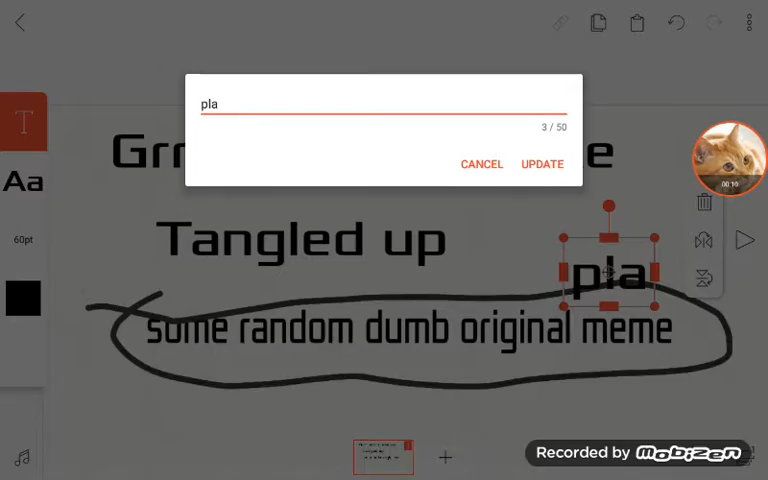 pla
3 / 50
CANCEL UPDATE
T
Aa
60pt
Tangled up
pla
some random dumb original meme
00:10
Recorded by Mobizen